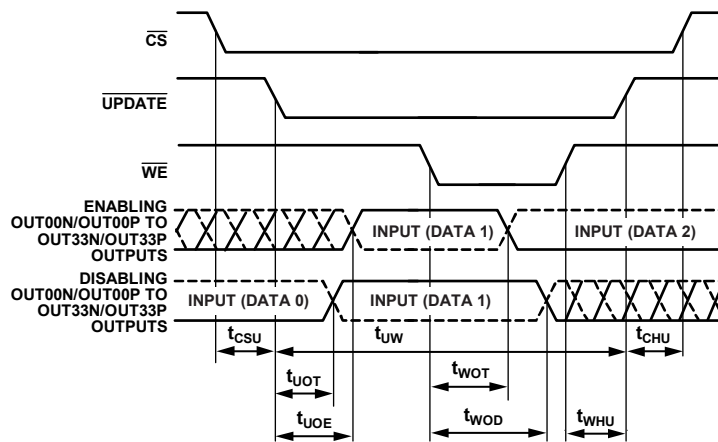 CS
UPDATE
WE
ENABLING
OUT00N/OUT00P TO
OUT33N/OUT33P
OUTPUTS
INPUT (DATA 1)
INPUT (DATA 2)
DISABLING
OUT00N/OUT00P TO
OUT33N/OUT33P
OUTPUTS
INPUT (DATA 0)
INPUT (DATA 1)
tCSU
tUW
tCHU
tUOT
tWOT
tUOE
tWOD
tWHU